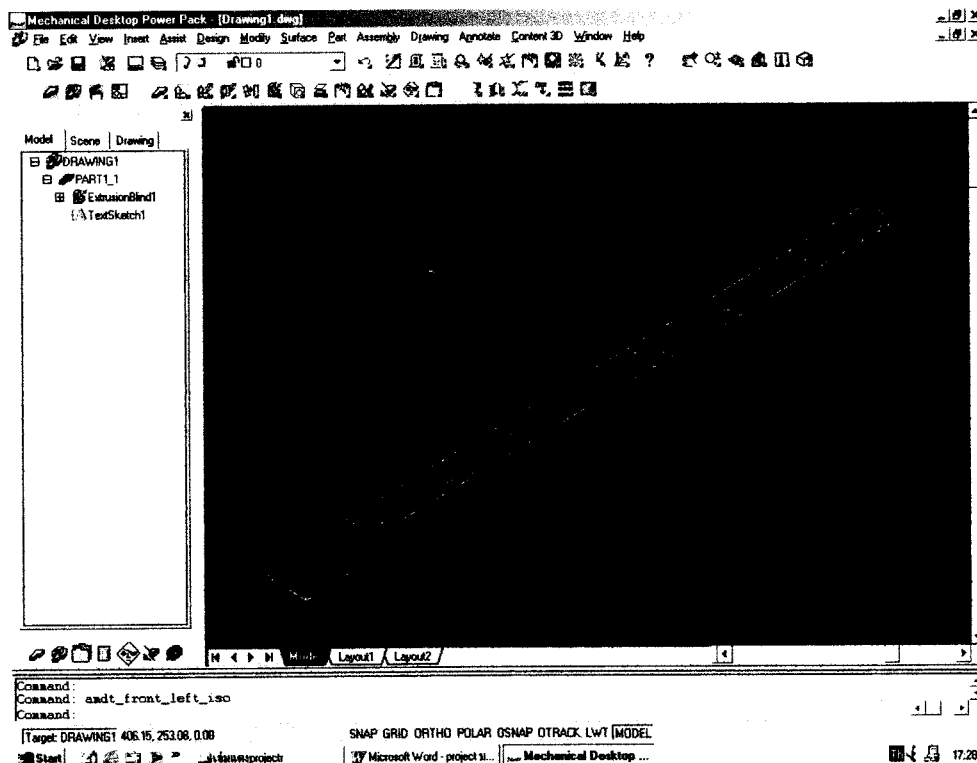 Mechanical Desktop Power Pack - [Drawing1.dwg]
File Edit View Insert Assist Design Modify Surface Part Assembly Drawing Annotate Content 3D Window Help
0
Model Scene Drawing
DRAWING1
PART1_1
ExtrusionBlind1
TextSketch1
Model Layout1 Layout2
Command:
Command: amdt_front_left_iso
Command:
Target: DRAWING1 406.15, 253.08, 0.00 SNAP GRID ORTHO POLAR OSNAP OTRACK LWT MODEL
Start Microsoft Word - project Mechanical Desktop ... 17:28